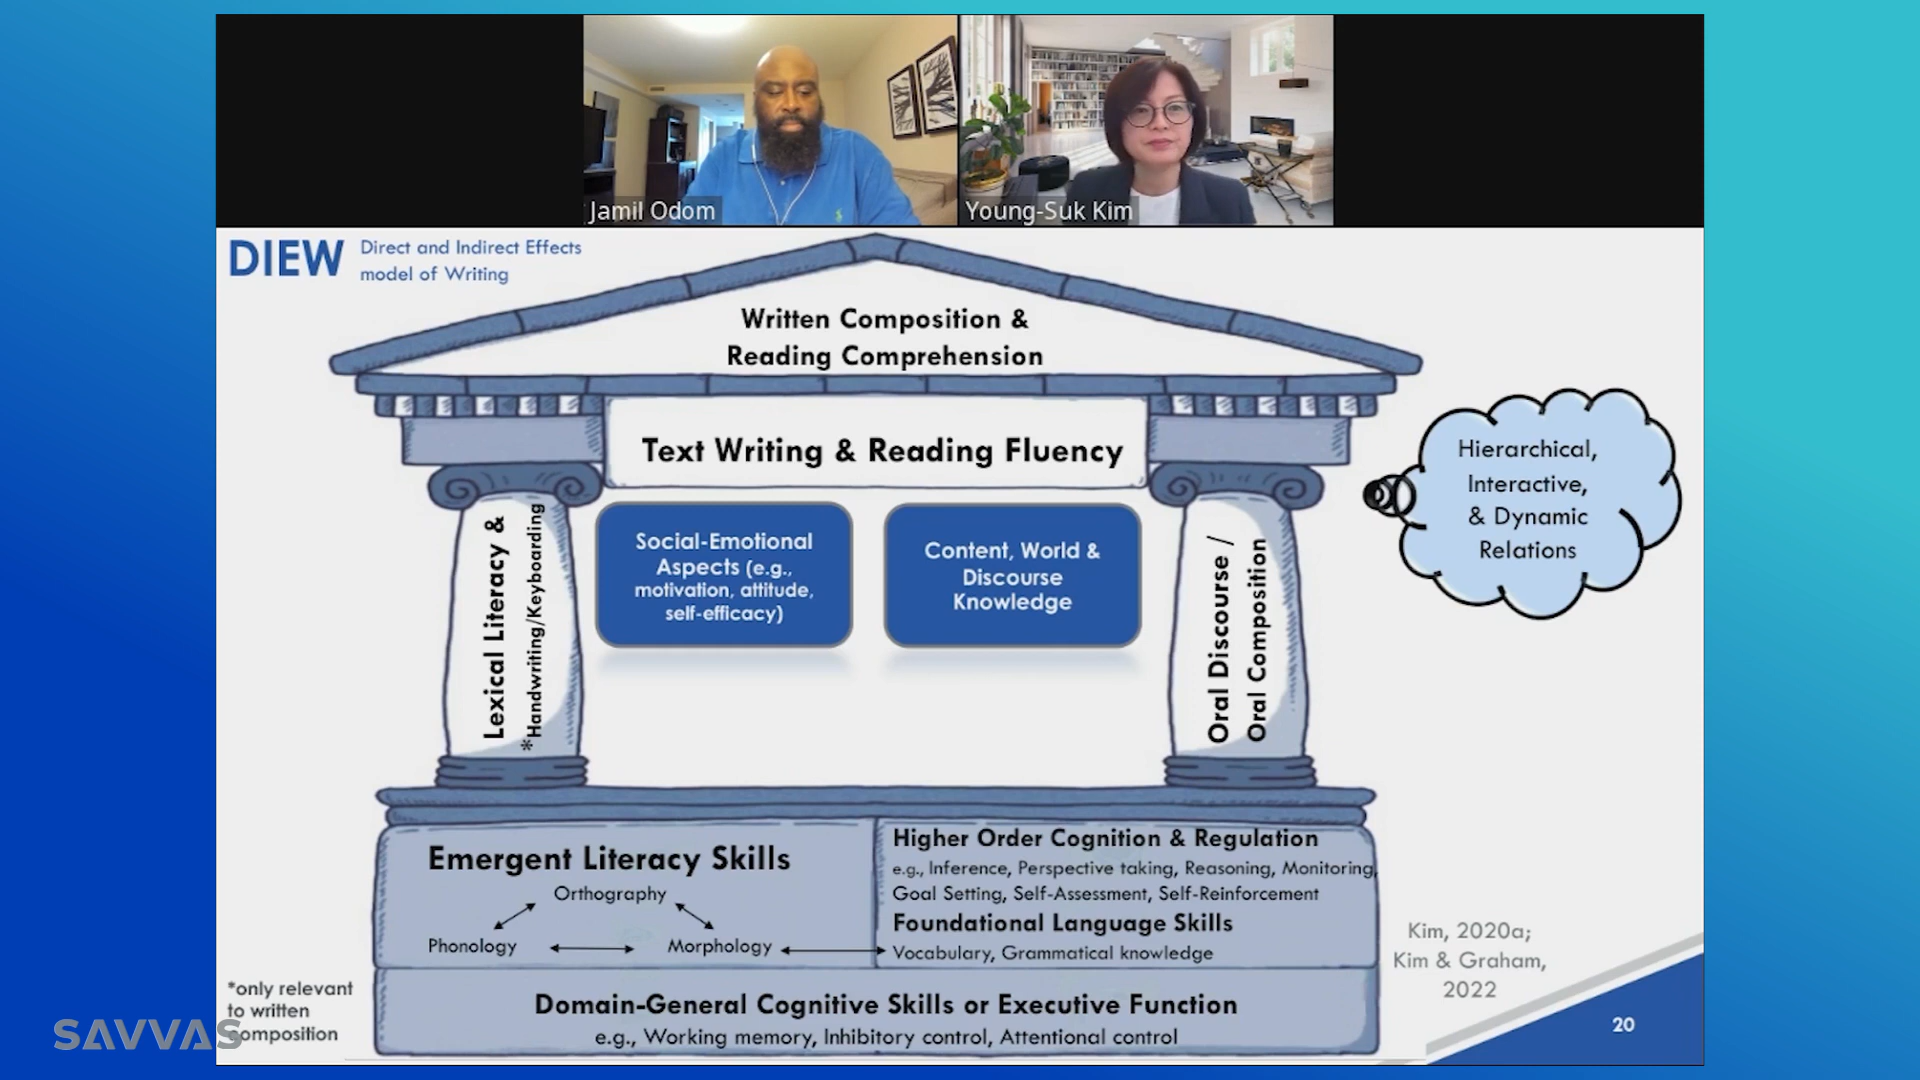 Jamil Odom
Young-Suk Kim
DIEW
Direct and Indirect Effects
model of Writing
Written Composition &
Reading Comprehension
Text Writing & Reading Fluency
Lexical Literacy &
*Handwriting/Keyboarding
Social-Emotional
Aspects (e.g.,
motivation, attitude,
self-efficacy)
Content, World &
Discourse
Knowledge
Oral Discourse /
Oral Composition
Hierarchical,
Interactive,
& Dynamic
Relations
Emergent Literacy Skills
Orthography
Phonology
Morphology
Higher Order Cognition & Regulation
e.g., Inference, Perspective taking, Reasoning, Monitoring,
Goal Setting, Self-Assessment, Self-Reinforcement
Foundational Language Skills
Vocabulary, Grammatical knowledge
Domain-General Cognitive Skills or Executive Function
e.g., Working memory, Inhibitory control, Attentional control
Kim, 2020a;
Kim & Graham,
2022
*only relevant
to written
composition
SAVVAS
20